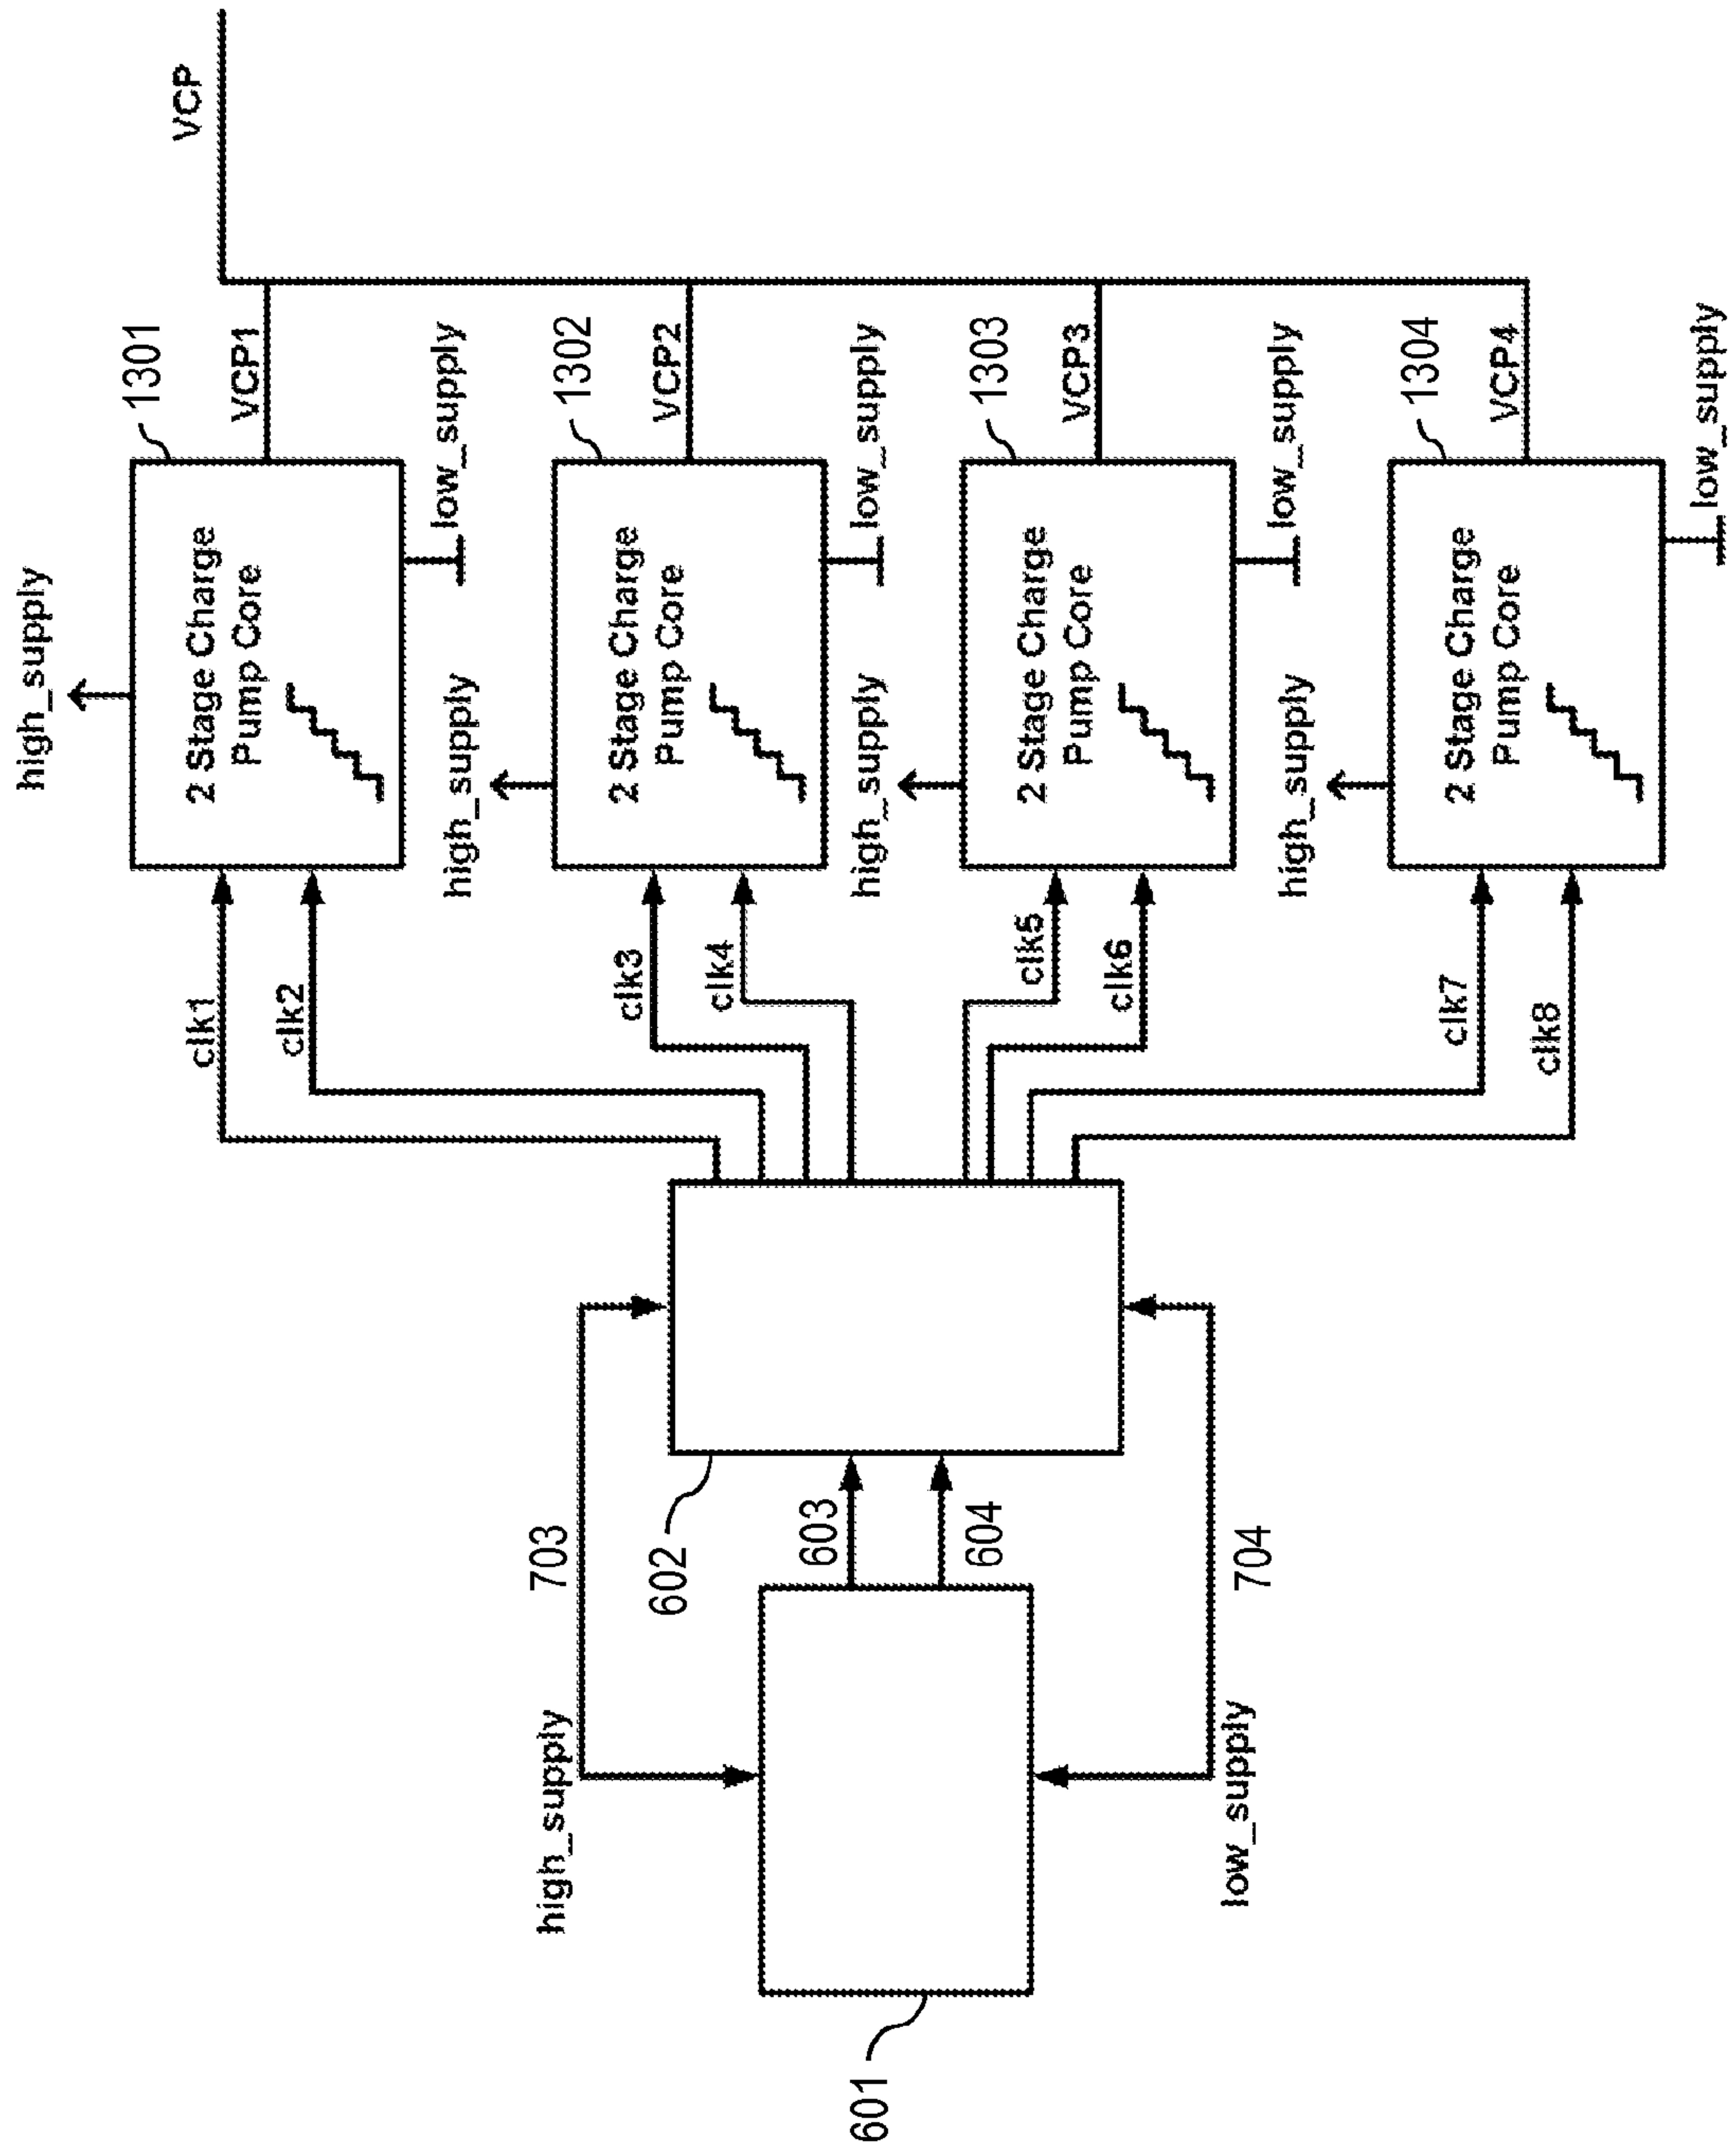 VCP
high_supply
1301
2 Stage Charge
Pump Core
VCP1
low_supply
clk1
clk2
high_supply
1302
2 Stage Charge
Pump Core
VCP2
low_supply
clk3
clk4
high_supply
1303
2 Stage Charge
Pump Core
VCP3
low_supply
clk5
clk6
high_supply
1304
2 Stage Charge
Pump Core
VCP4
low_supply
clk7
clk8
high_supply
703
602
603
604
704
low_supply
601